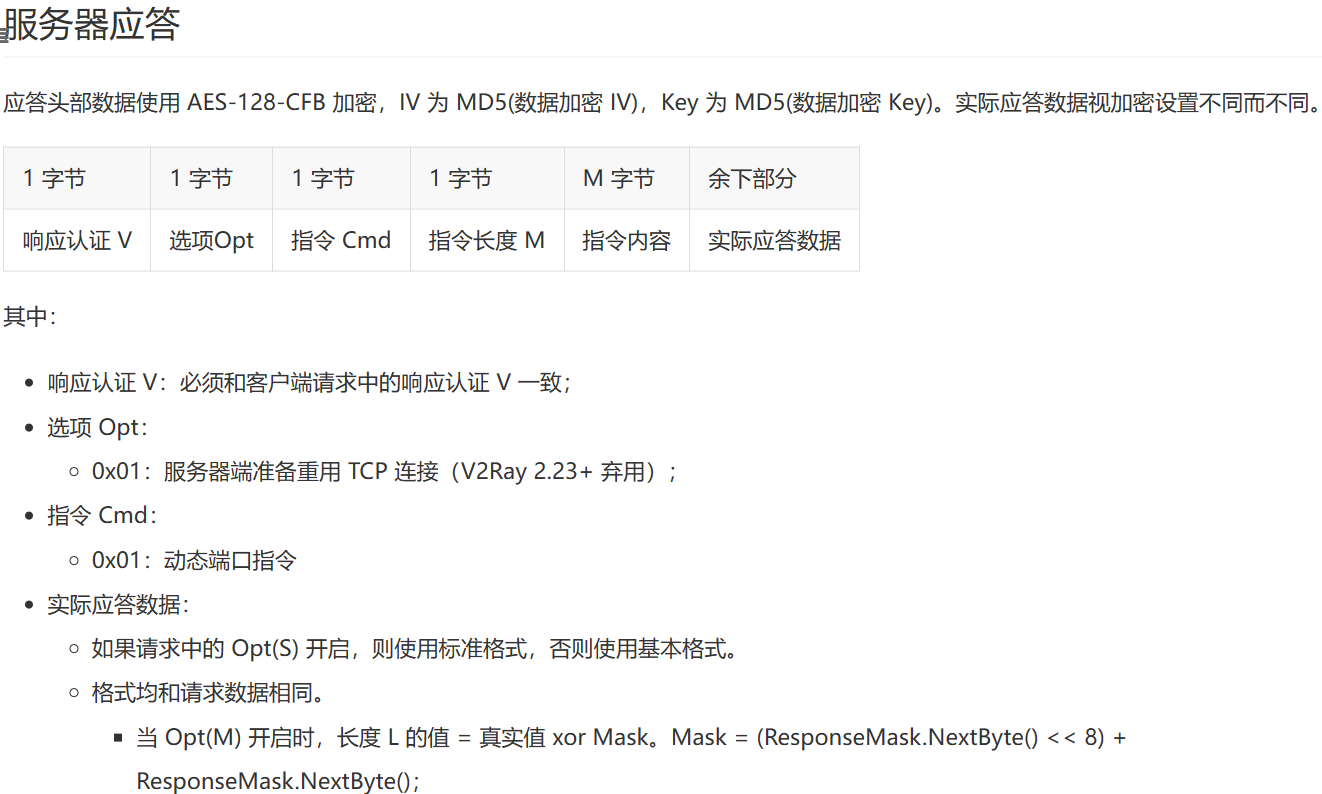 服务器应答
应答头部数据使用 AES-128-CFB 加密，IV 为 MD5(数据加密 IV)，Key 为 MD5(数据加密 Key)。实际应答数据视加密设置不同而不同。
1 字节 1 字节 1 字节 1 字节 M 字节 余下部分
响应认证 V 选项Opt 指令 Cmd 指令长度 M 指令内容 实际应答数据
其中：
响应认证 V：必须和客户端请求中的响应认证 V 一致；
选项 Opt：
0x01：服务器端准备重用 TCP 连接（V2Ray 2.23+ 弃用）；
指令 Cmd：
0x01：动态端口指令
实际应答数据：
如果请求中的 Opt(S) 开启，则使用标准格式，否则使用基本格式。
格式均和请求数据相同。
当 Opt(M) 开启时，长度 L 的值 = 真实值 xor Mask。Mask = (ResponseMask.NextByte() << 8) +
ResponseMask.NextByte()；